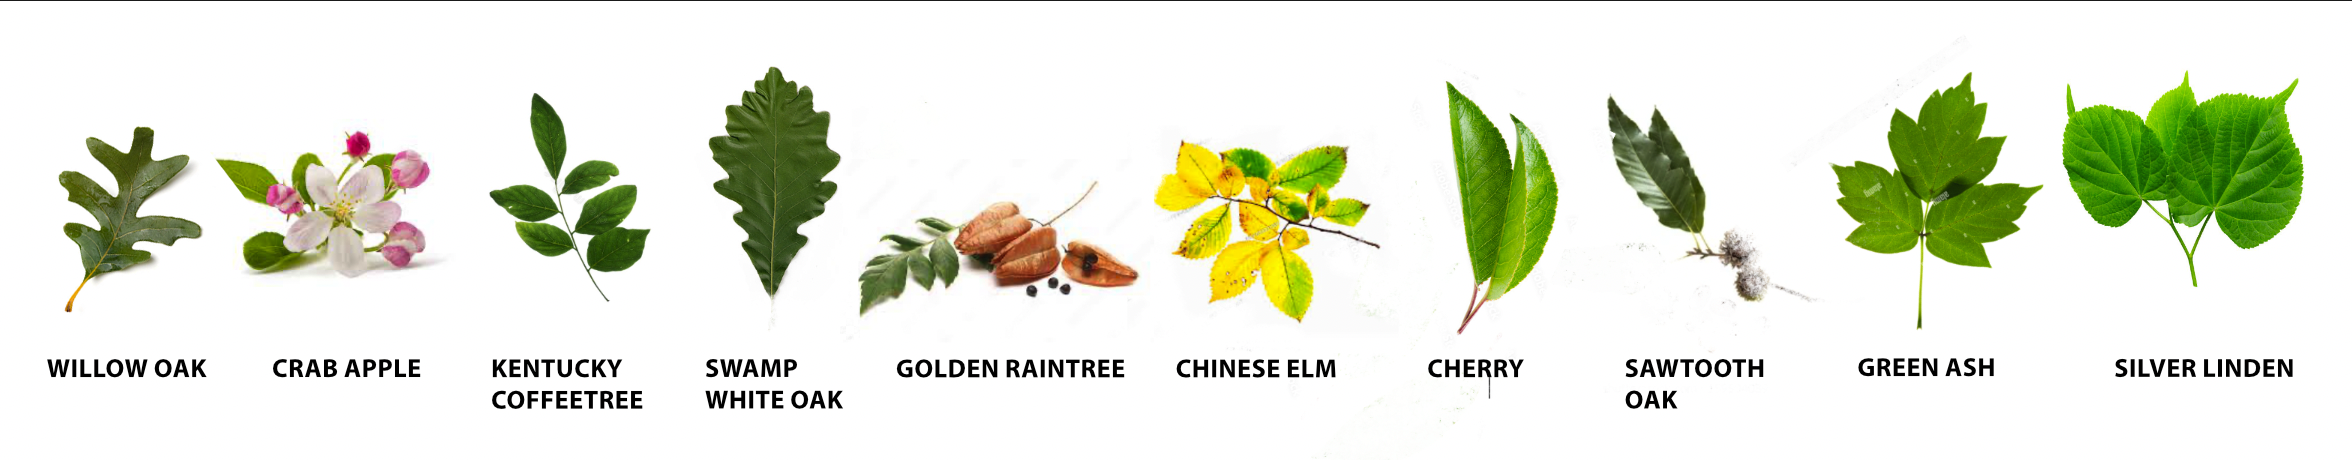 WILLOW OAK
CRAB APPLE
KENTUCKY
COFFEETREE
SWAMP
WHITE OAK
GOLDEN RAINTREE
CHINESE ELM
CHERRY
SAWTOOTH
OAK
GREEN ASH
SILVER LINDEN